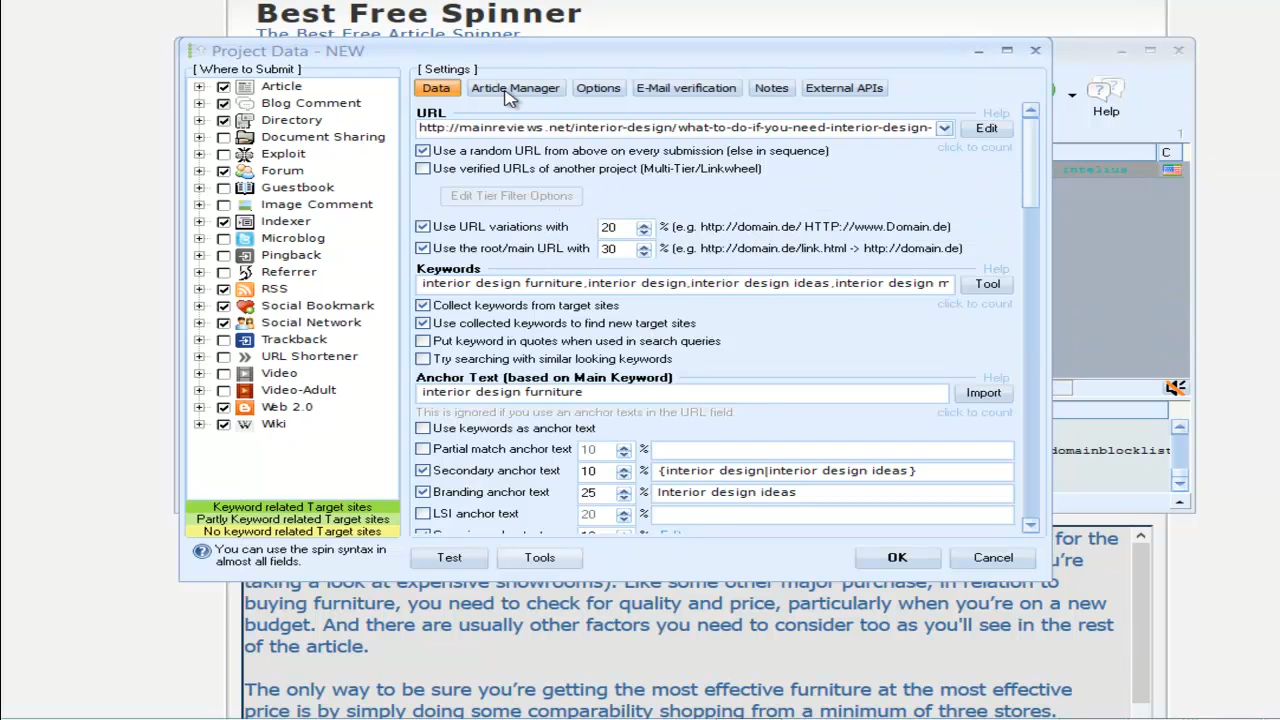 Best Free Spinner
The Best Free Article Spinner
Project Data - NEW
[ Where to Submit ]
Article
Blog Comment
Directory
Document Sharing
Exploit
Forum
Guestbook
Image Comment
Indexer
Microblog
Pingback
Referrer
RSS
Social Bookmark
Social Network
Trackback
URL Shortener
Video
Video-Adult
Web 2.0
Wiki
Keyword related Target sites
Partly Keyword related Target sites
No keyword related Target sites
You can use the spin syntax in
almost all fields.
[ Settings ]
Data Article Manager Options E-Mail verification Notes External APIs
URL Help
http://mainreviews.net/interior-design/what-to-do-if-you-need-interior-design- Edit
Use a random URL from above on every submission (else in sequence) click to count
Use verified URLs of another project (Multi-Tier/Linkwheel)
Edit Tier Filter Options
Use URL variations with 20 % (e.g. http://domain.de/ HTTP://www.Domain.de)
Use the root/main URL with 30 % (e.g. http://domain.de/link.html -> http://domain.de)
Keywords Help
interior design furniture,interior design,interior design ideas,interior design m Tool
Collect keywords from target sites click to count
Use collected keywords to find new target sites
Put keyword in quotes when used in search queries
Try searching with similar looking keywords
Anchor Text (based on Main Keyword) Help
interior design furniture Import
This is ignored if you use an anchor texts in the URL field. click to count
Use keywords as anchor text
Partial match anchor text 10 %
Secondary anchor text 10 % {interior design|interior design ideas}
Branding anchor text 25 % Interior design ideas
LSI anchor text 20 %
Test Tools OK Cancel
Help
1
C
intelius
domainblocklist
for the
u're
taking a look at expensive showrooms). Like some other major purchase, in relation to
buying furniture, you need to check for quality and price, particularly when you're on a new
budget. And there are usually other factors you need to consider too as you'll see in the rest
of the article.
The only way to be sure you're getting the most effective furniture at the most effective
price is by simply doing some comparability shopping from a minimum of three stores.